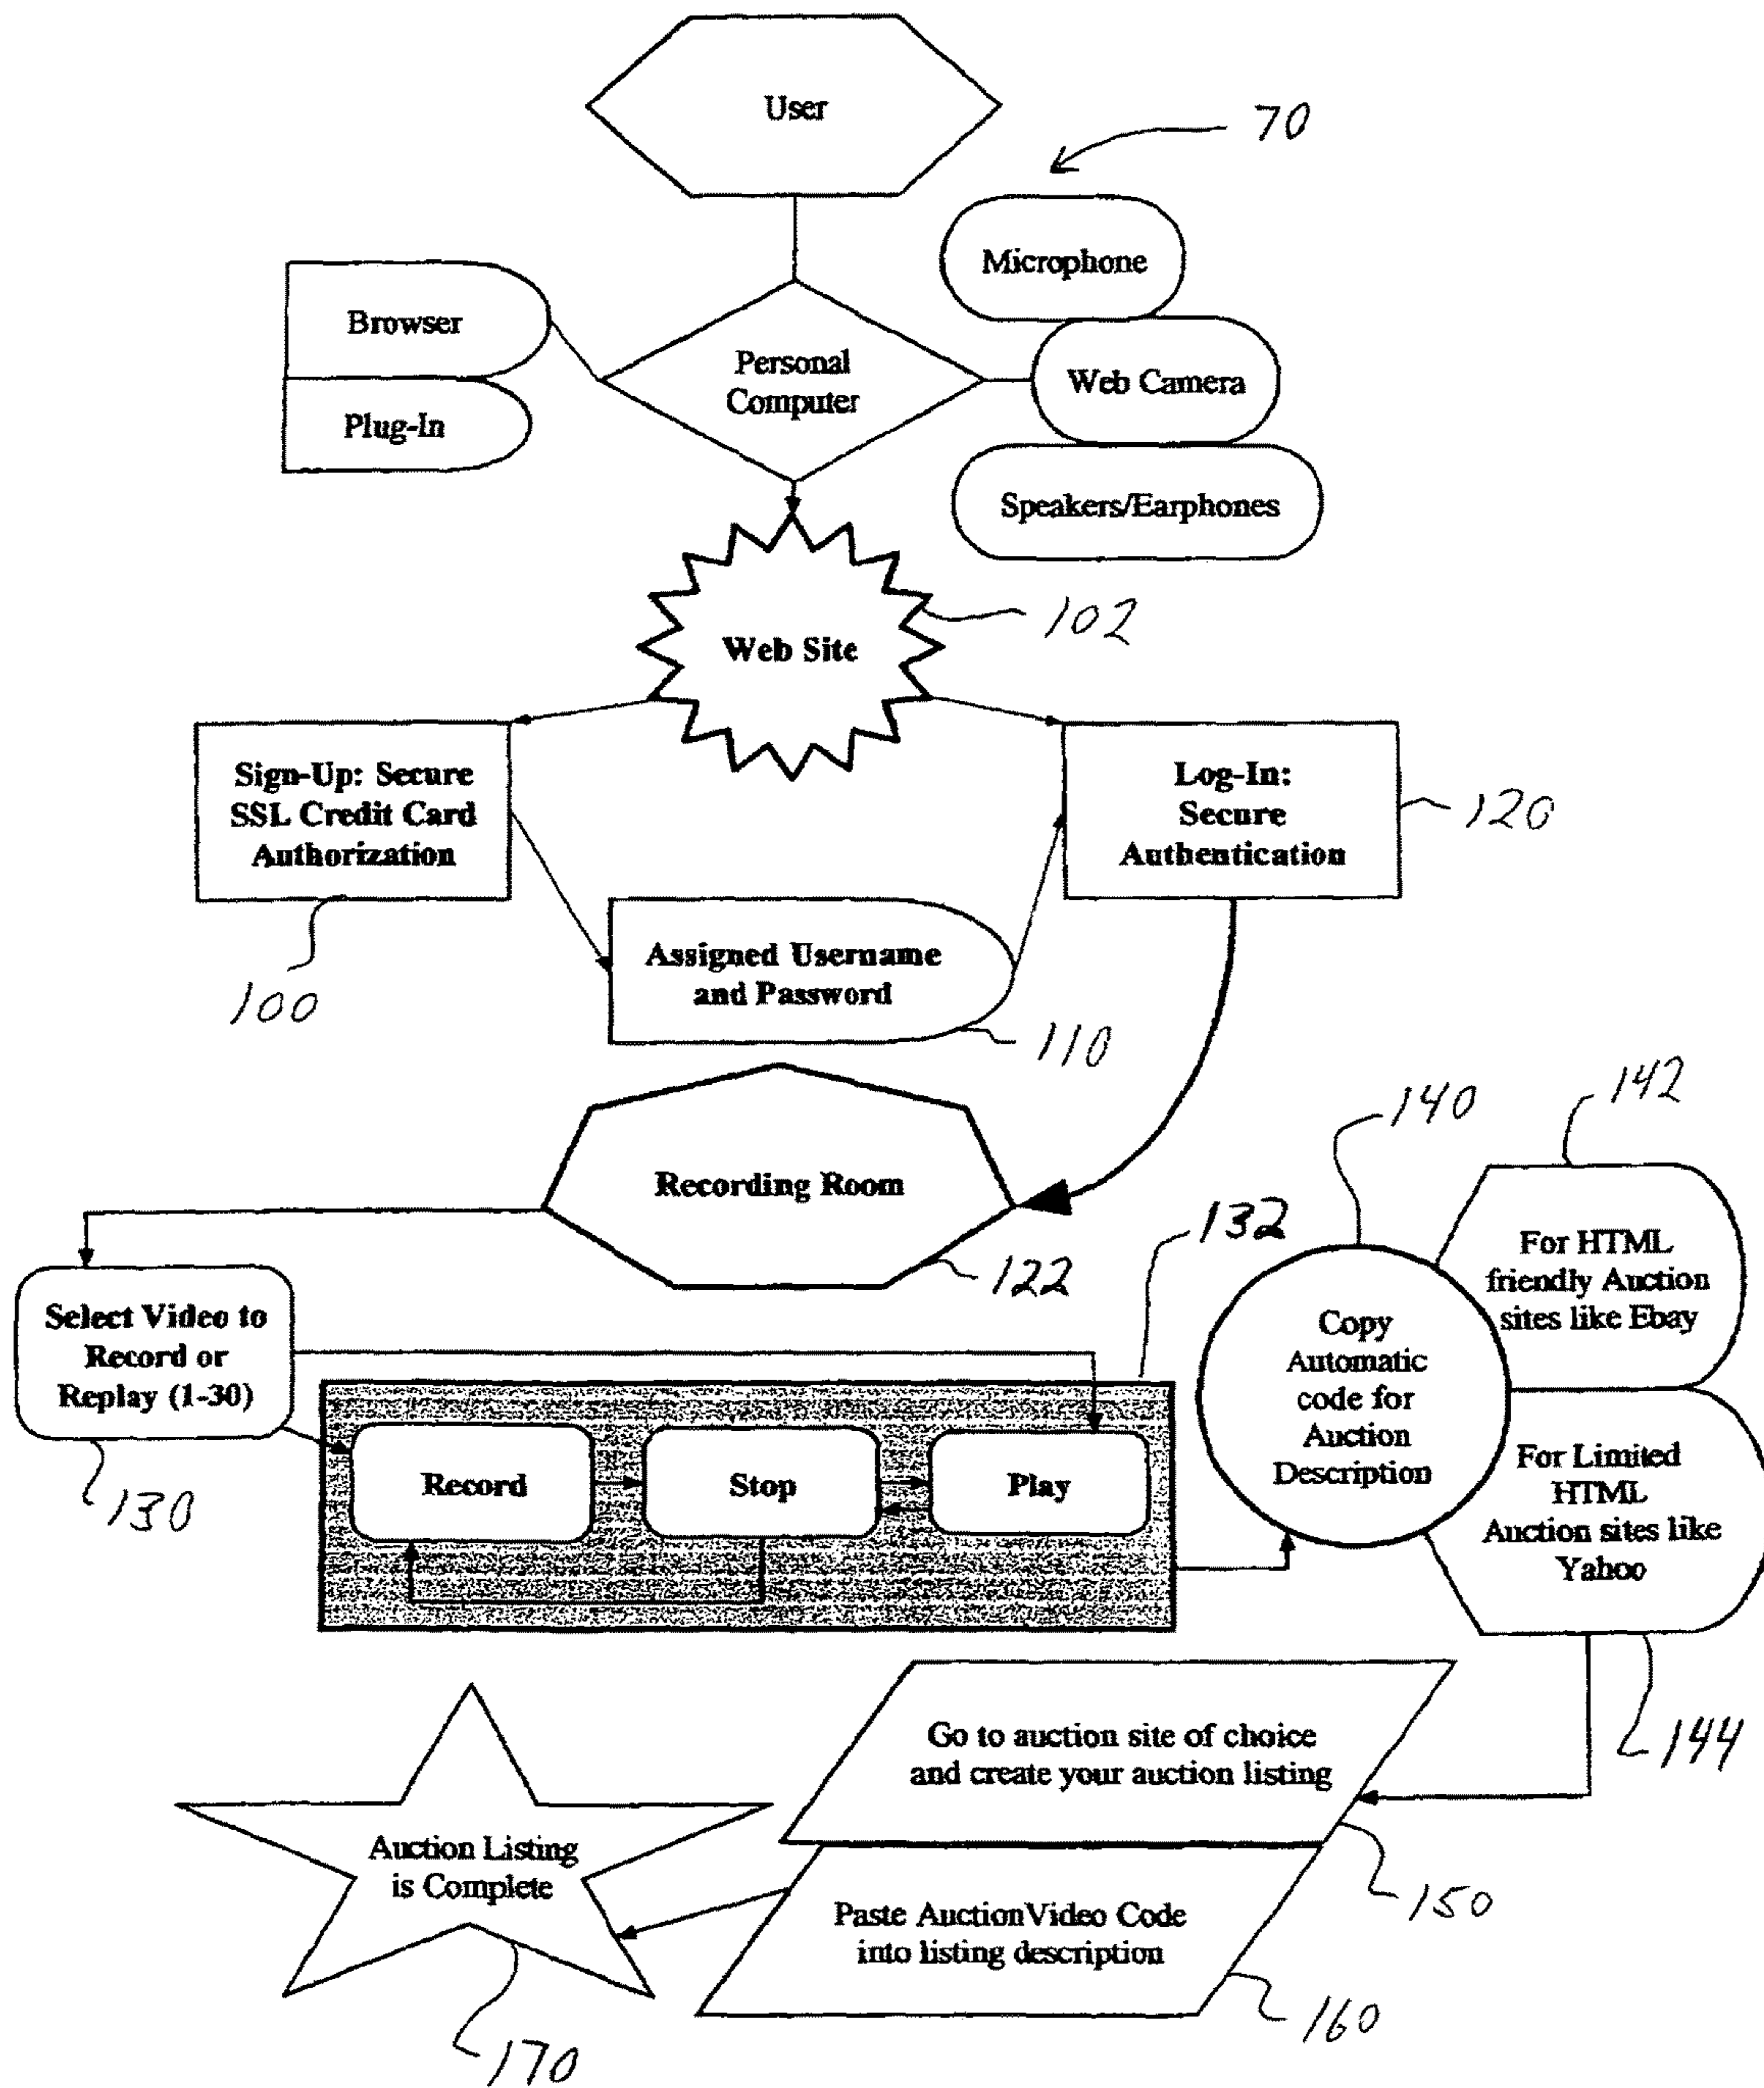 User
70
Microphone
Browser
Personal
Computer
Web Camera
Plug-In
Speakers/Earphones
102
Web Site
Sign-Up: Secure
SSL Credit Card
Authorization
Log-In:
Secure
Authentication
120
100
Assigned Username
and Password
110
Recording Room
122
132
140
142
Select Video to
Record or
Replay (1-30)
130
Record
Stop
Play
Copy
Automatic
code for
Auction
Description
For HTML
friendly Auction
sites like Ebay
For Limited
HTML
Auction sites like
Yahoo
144
Go to auction site of choice
and create your auction listing
150
Paste AuctionVideo Code
into listing description
160
Auction Listing
is Complete
170